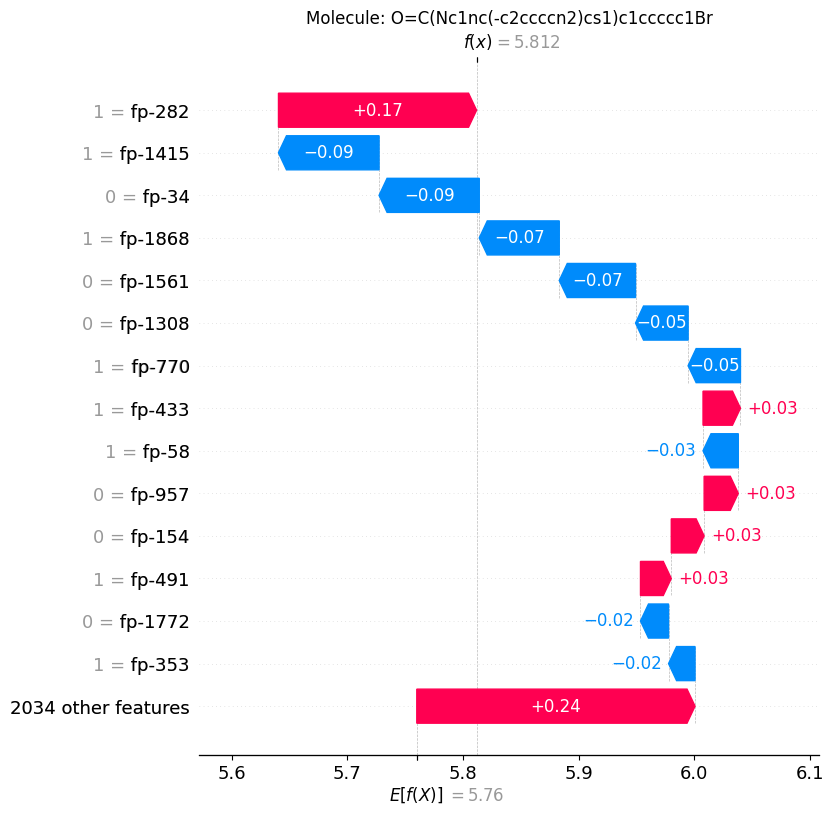 Molecule: O=C(Nc1nc(-c2ccccn2)cs1)c1ccccc1Br
f(x) = 5.812
1 = fp-282 +0.17
1 = fp-1415 −0.09
0 = fp-34 −0.09
1 = fp-1868 −0.07
0 = fp-1561 −0.07
0 = fp-1308 −0.05
1 = fp-770 −0.05
1 = fp-433 +0.03
1 = fp-58 −0.03
0 = fp-957 +0.03
0 = fp-154 +0.03
1 = fp-491 +0.03
0 = fp-1772 −0.02
1 = fp-353 −0.02
2034 other features +0.24
5.6 5.7 5.8 5.9 6.0 6.1
E[f(X)] = 5.76